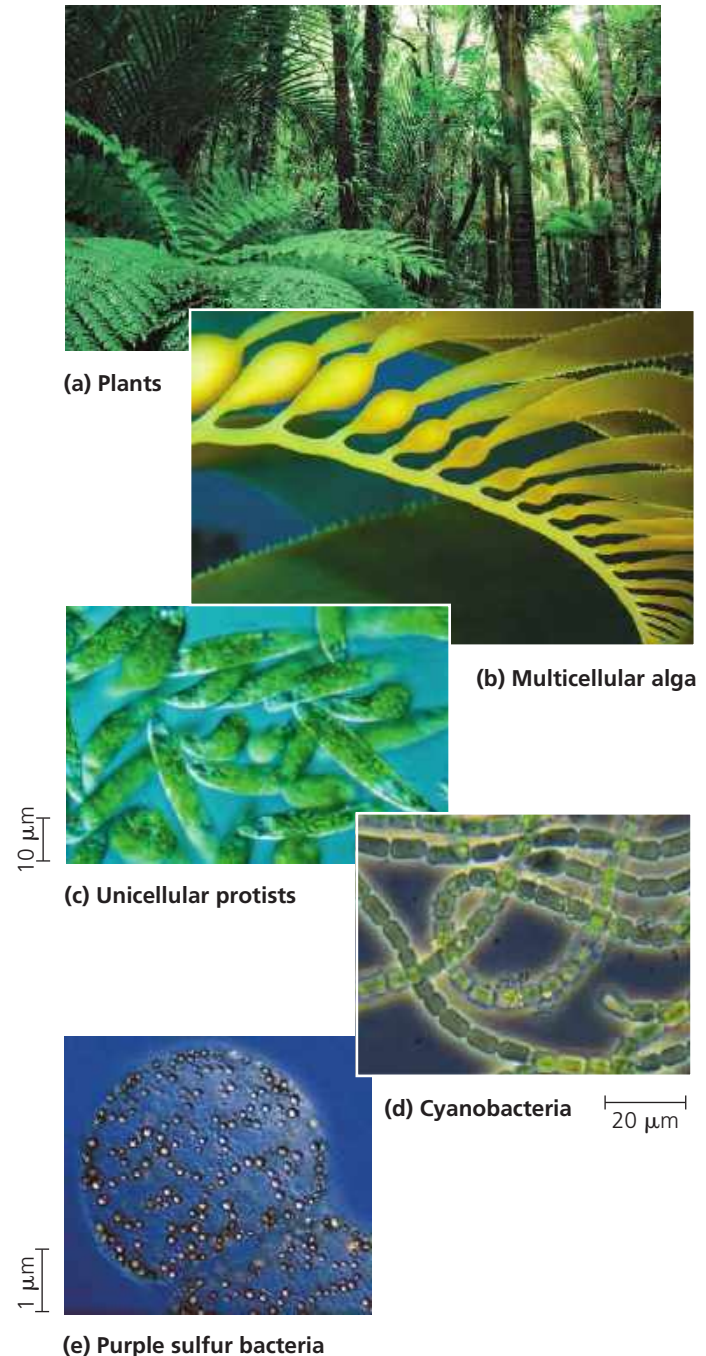 (a) Plants
(b) Multicellular alga
10 μm
(c) Unicellular protists
(d) Cyanobacteria
20 μm
1 μm
(e) Purple sulfur bacteria